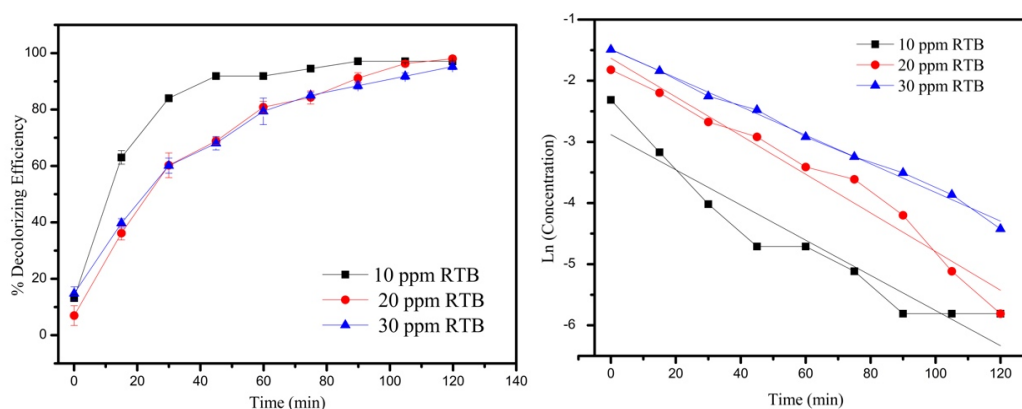 % Decolorizing Efficiency
100
80
60
40
20
0
0 20 40 60 80 100 120 140
Time (min)
10 ppm RTB
20 ppm RTB
30 ppm RTB
Ln (Concentration)
-1
-2
-3
-4
-5
-6
0 20 40 60 80 100 120
Time (min)
10 ppm RTB
20 ppm RTB
30 ppm RTB